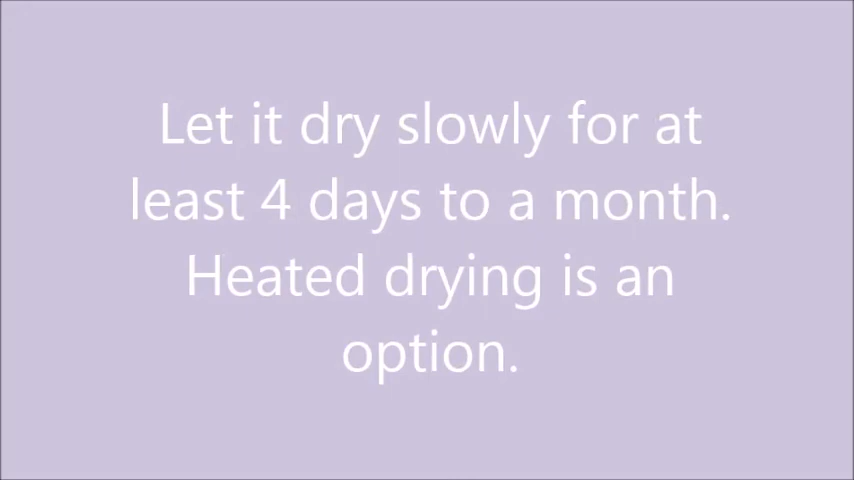 Let it dry slowly for at
least 4 days to a month.
Heated drying is an
option.